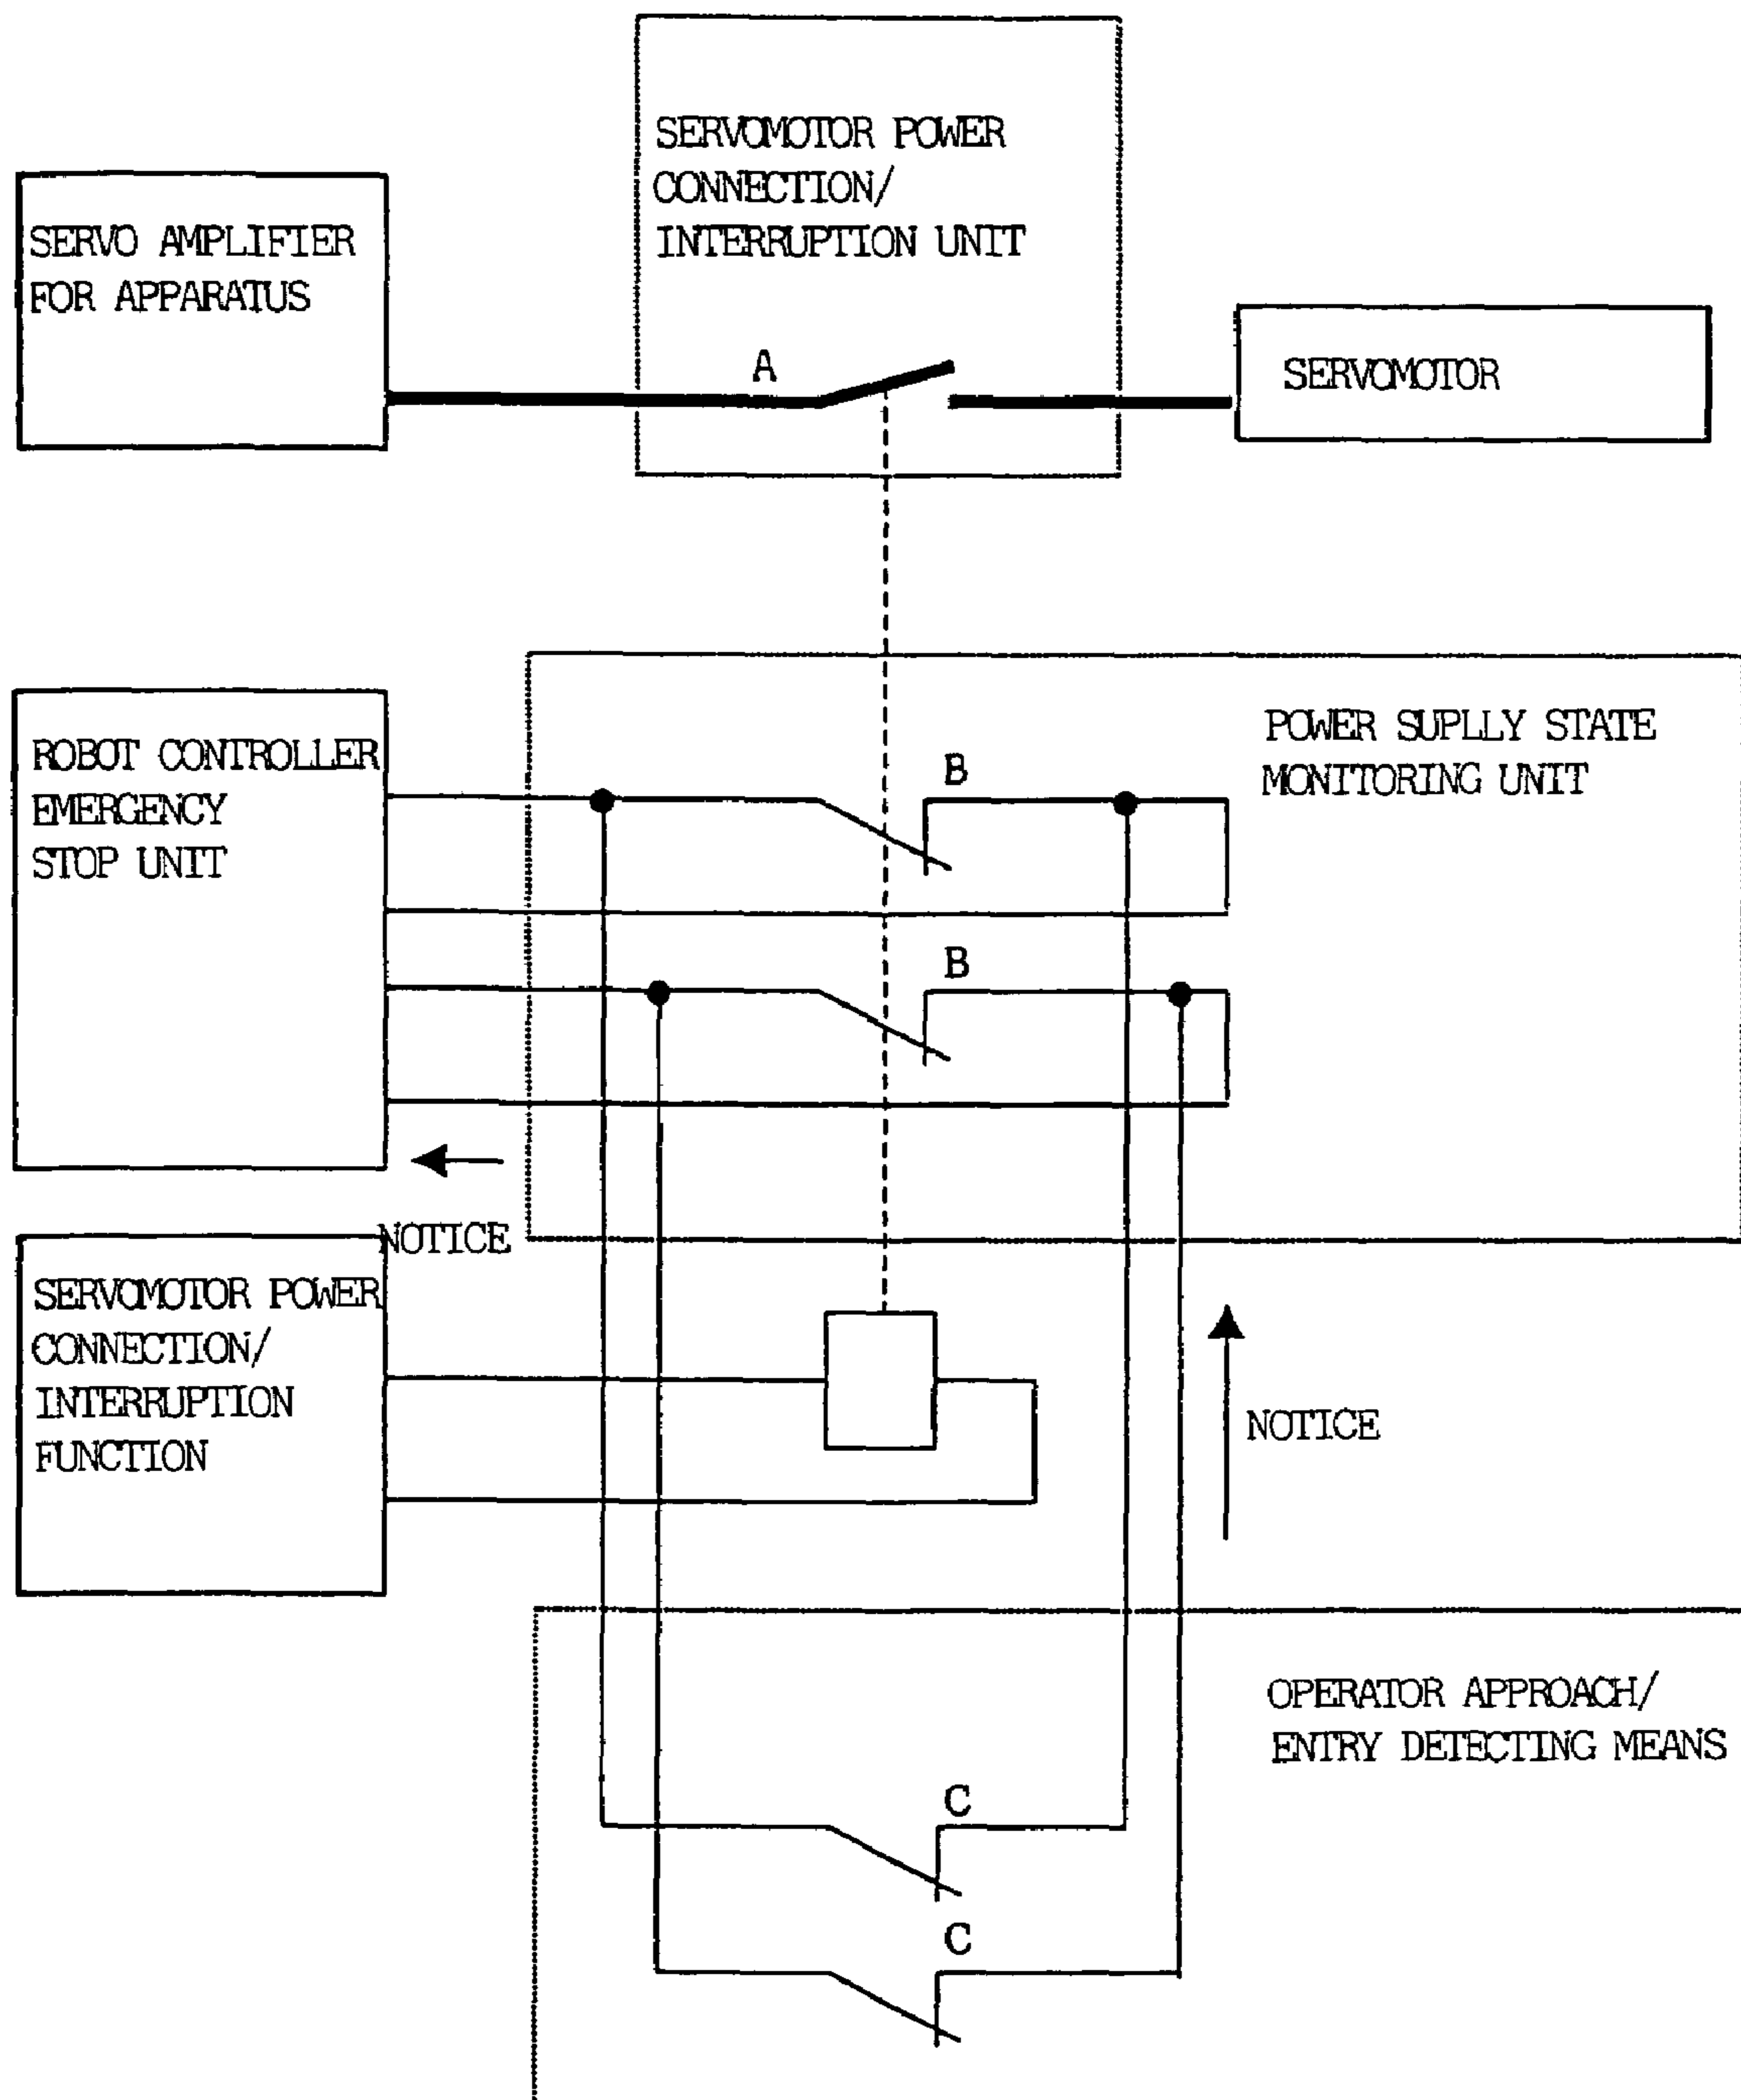 SERVOMOTOR POWER
CONNECTION/
INTERRUPTION UNIT
SERVO AMPLIFIER
FOR APPARATUS
A
SERVOMOTOR
ROBOT CONTROLLER
EMERGENCY
STOP UNIT
POWER SUPLLY STATE
MONITORING UNIT
B
B
NOTICE
SERVOMOTOR POWER
CONNECTION/
INTERRUPTION
FUNCTION
NOTICE
OPERATOR APPROACH/
ENTRY DETECTING MEANS
C
C